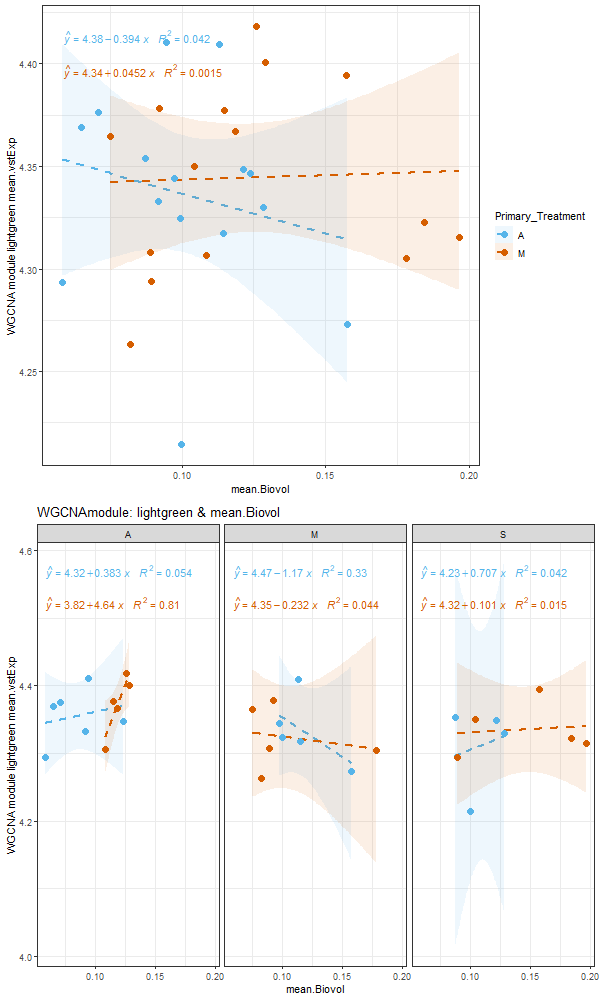 ŷ = 4.38−0.394 x R² = 0.042
ŷ = 4.34+0.0452 x R² = 0.0015
4.40
4.35
4.30
4.25
WGCNA module lightgreen mean.vstExp
0.10
0.15
0.20
mean.Biovol
Primary_Treatment
A
M
WGCNAmodule: lightgreen & mean.Biovol
A
M
S
ŷ = 4.32+0.383 x R² = 0.054
ŷ = 3.82+4.64 x R² = 0.81
ŷ = 4.47−1.17 x R² = 0.33
ŷ = 4.35−0.232 x R² = 0.044
ŷ = 4.23+0.707 x R² = 0.042
ŷ = 4.32+0.101 x R² = 0.015
4.6
4.4
4.2
4.0
WGCNA module lightgreen mean.vstExp
0.10
0.15
0.20
0.10
0.15
0.20
0.10
0.15
0.20
mean.Biovol